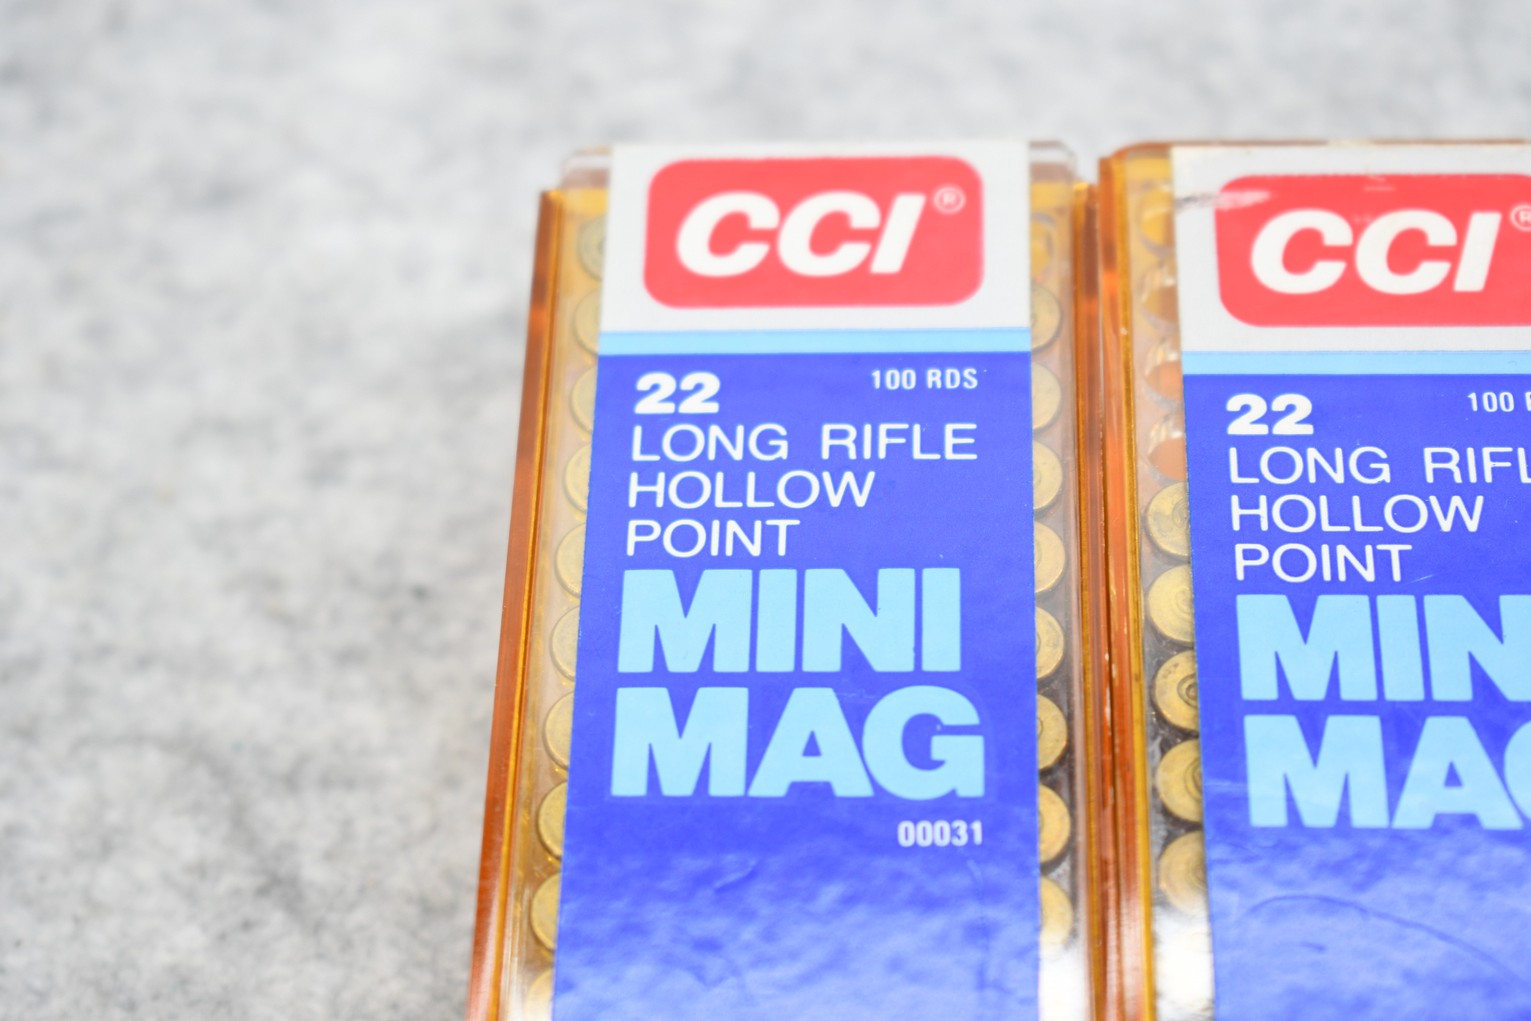 CCI®
22 100 RDS
LONG RIFLE
HOLLOW
POINT
MINI
MAG
00031
CCI®
22 100
LONG RIFL
HOLLOW
POINT
MIN
MAG